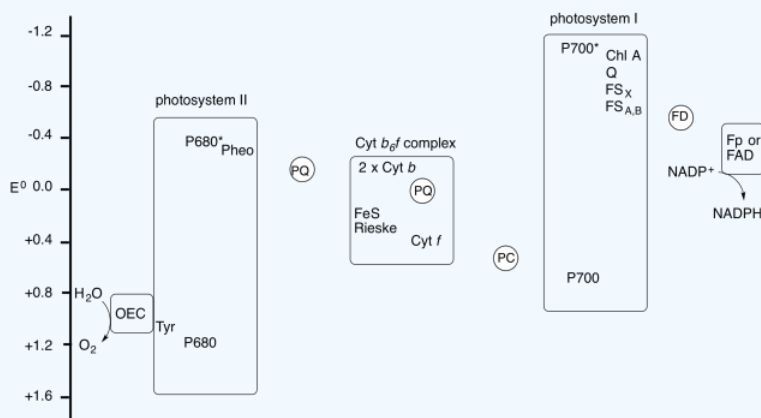 photosystem I
-1.2
P700*
Chl A
Q
FSX
FSA,B
-0.8
photosystem II
-0.4
P680*
Pheo
Cyt b6f complex
FD
Fp or
FAD
E0 0.0
PQ
2 x Cyt b
PQ
NADP+
FeS
Rieske
NADPH
+0.4
Cyt f
PC
P700
+0.8
H2O
OEC
Tyr
O2
+1.2
P680
+1.6